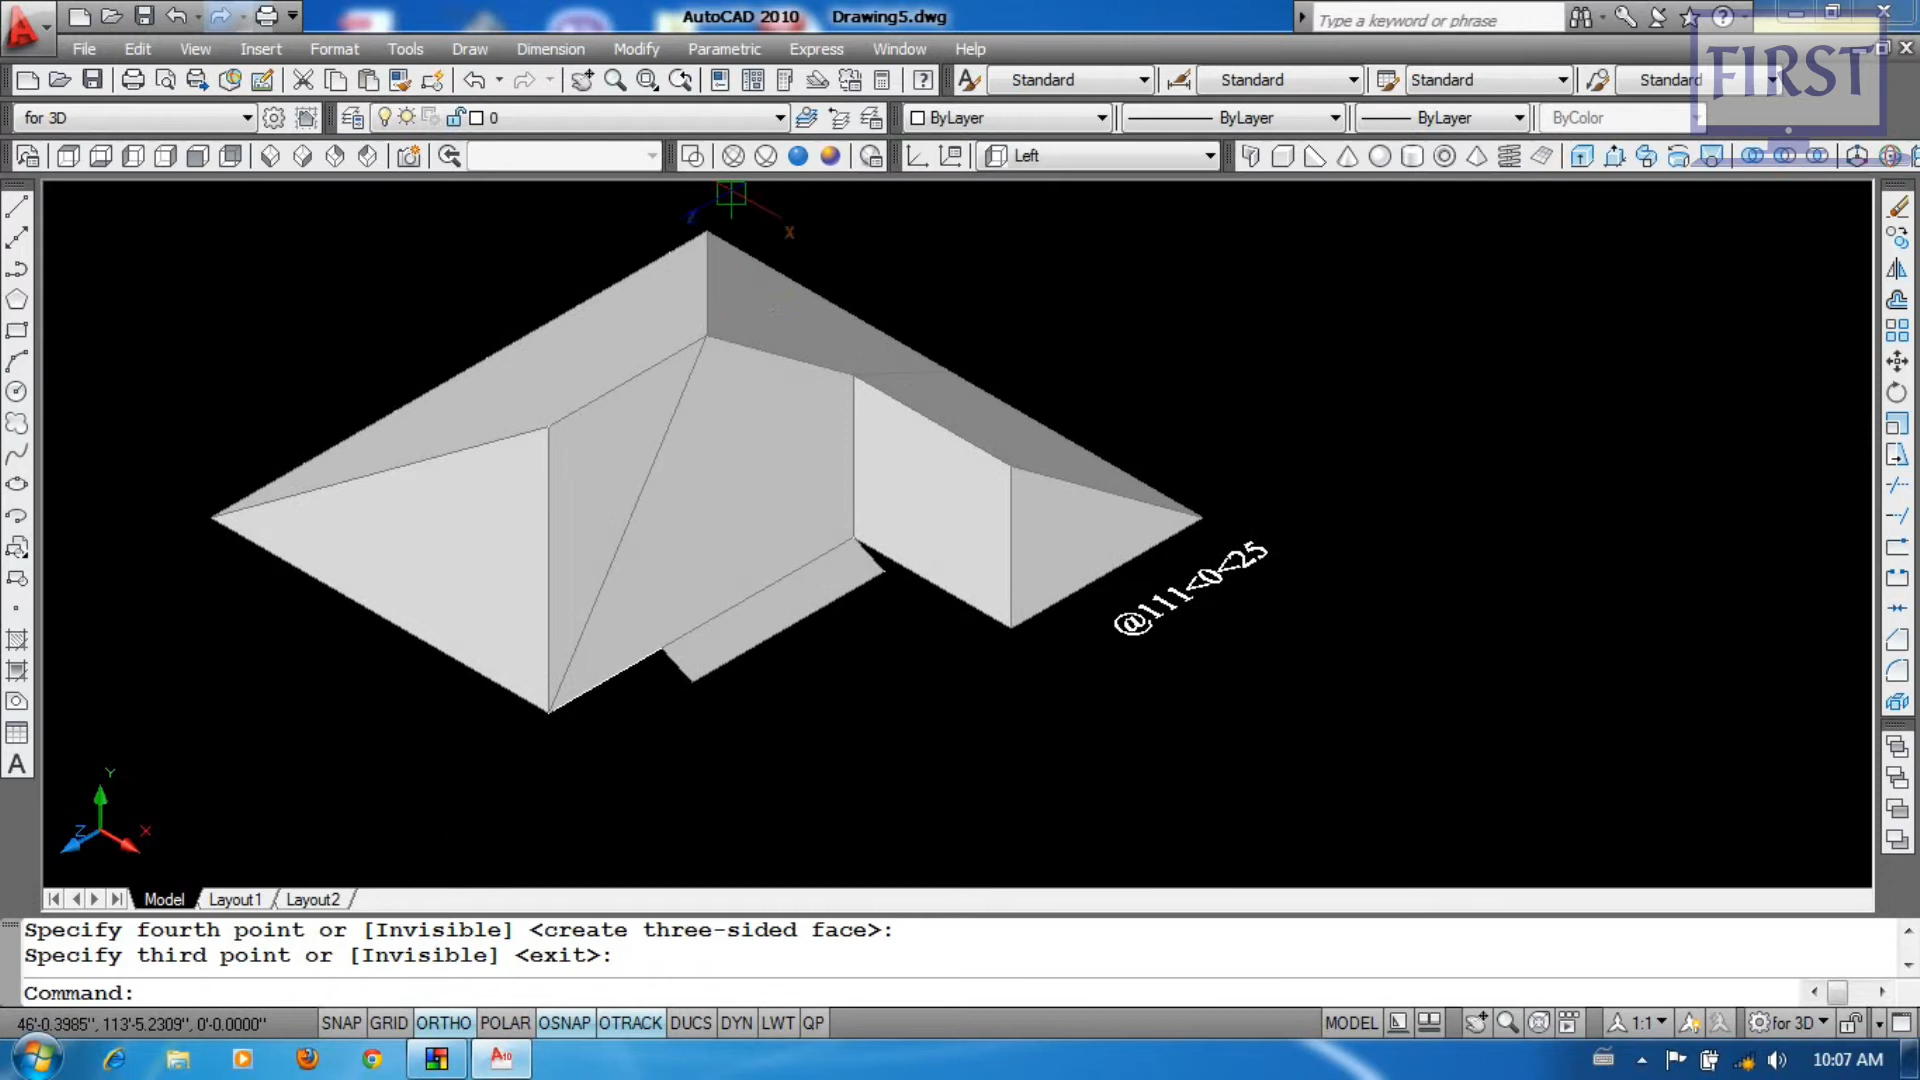 AutoCAD 2010 Drawing5.dwg
Type a keyword or phrase
File Edit View Insert Format Tools Draw Dimension Modify Parametric Express Window Help
FIRST
Standard Standard Standard Standard
for 3D 0 ByLayer ByLayer ByLayer ByColor
Left
Z X
@111<0<25
Y
Z X
Model Layout1 Layout2
Specify fourth point or [Invisible] <create three-sided face>:
Specify third point or [Invisible] <exit>:
Command:
46'-0.3985", 113'-5.2309", 0'-0.0000" SNAP GRID ORTHO POLAR OSNAP OTRACK DUCS DYN LWT QP MODEL 1:1 for 3D
A10 10:07 AM